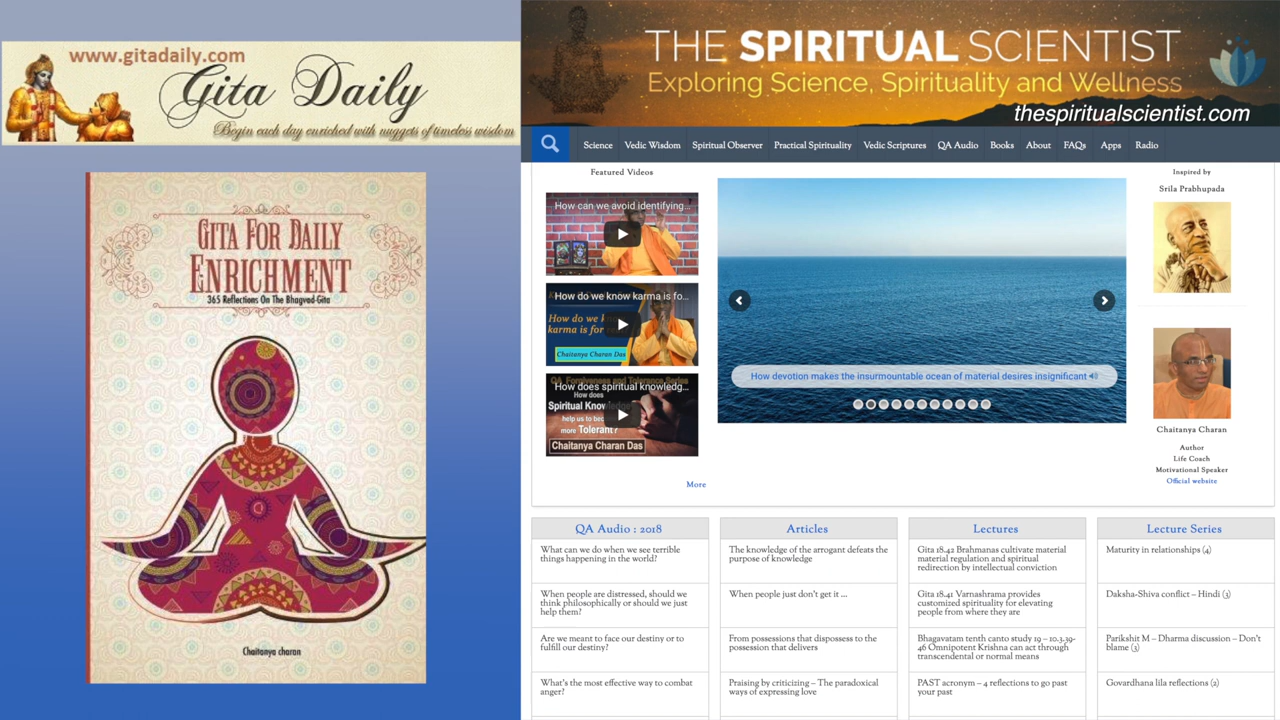 www.gitadaily.com
Gita Daily
Begin each day enriched with nuggets of timeless wisdom
GITA FOR DAILY
ENRICHMENT
365 Reflections On The Bhagvad-Gita
Chaitanya charan
THE SPIRITUAL SCIENTIST
Exploring Science, Spirituality and Wellness
thespiritualscientist.com
Science Vedic Wisdom Spiritual Observer Practical Spirituality Vedic Scriptures QA Audio Books About FAQs Apps Radio
Featured Videos
How can we avoid identifying...
How do we know karma is fo...
How do we k
karma is for
Chaitanya Charan Das
QA Forgiveness and Tolerance Series
How does spiritual knowledg...
How does
Spiritual Know
help us to be
more Tolerant?
Chaitanya Charan Das
More
How devotion makes the insurmountable ocean of material desires insignificant
Inspired by
Srila Prabhupada
Chaitanya Charan
Author
Life Coach
Motivational Speaker
Official website
QA Audio : 2018
What can we do when we see terrible
things happening in the world?
When people are distressed, should we
think philosophically or should we just
help them?
Are we meant to face our destiny or to
fulfill our destiny?
What's the most effective way to combat
anger?
Articles
The knowledge of the arrogant defeats the
purpose of knowledge
When people just don't get it ...
From possessions that dispossess to the
possession that delivers
Praising by criticizing – The paradoxical
ways of expressing love
Lectures
Gita 18.42 Brahmanas cultivate material
material regulation and spiritual
redirection by intellectual conviction
Gita 18.41 Varnashrama provides
customized spirituality for elevating
people from where they are
Bhagavatam tenth canto study 19 – 10.3.39-
46 Omnipotent Krishna can act through
transcendental or normal means
PAST acronym – 4 reflections to go past
your past
Lecture Series
Maturity in relationships (4)
Daksha-Shiva conflict – Hindi (3)
Parikshit M – Dharma discussion – Don't
blame (3)
Govardhana lila reflections (2)